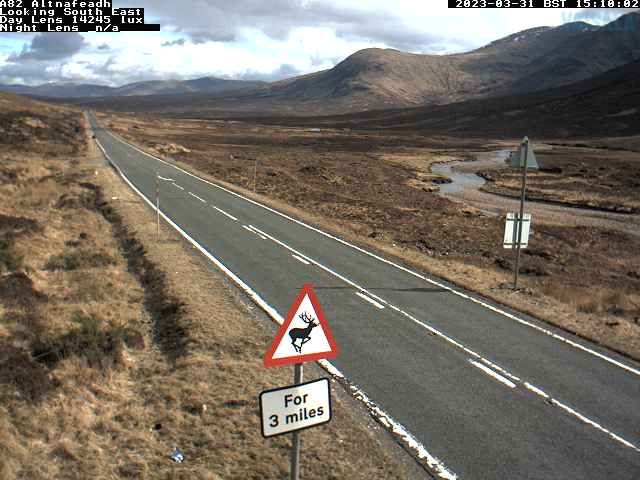 A82 Altnafeadh
Looking South East
Day Lens 14245 lux
Night Lens n/a
2023-03-31 BST 15:10:02
For
3 miles